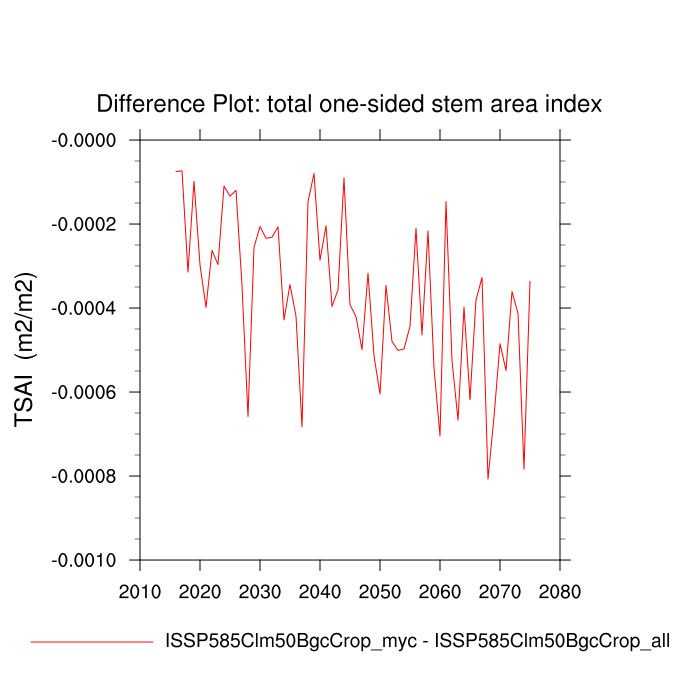 Difference Plot: total one-sided stem area index
TSAI (m2/m2)
-0.0000
-0.0002
-0.0004
-0.0006
-0.0008
-0.0010
2010 2020 2030 2040 2050 2060 2070 2080
ISSP585Clm50BgcCrop_myc - ISSP585Clm50BgcCrop_all